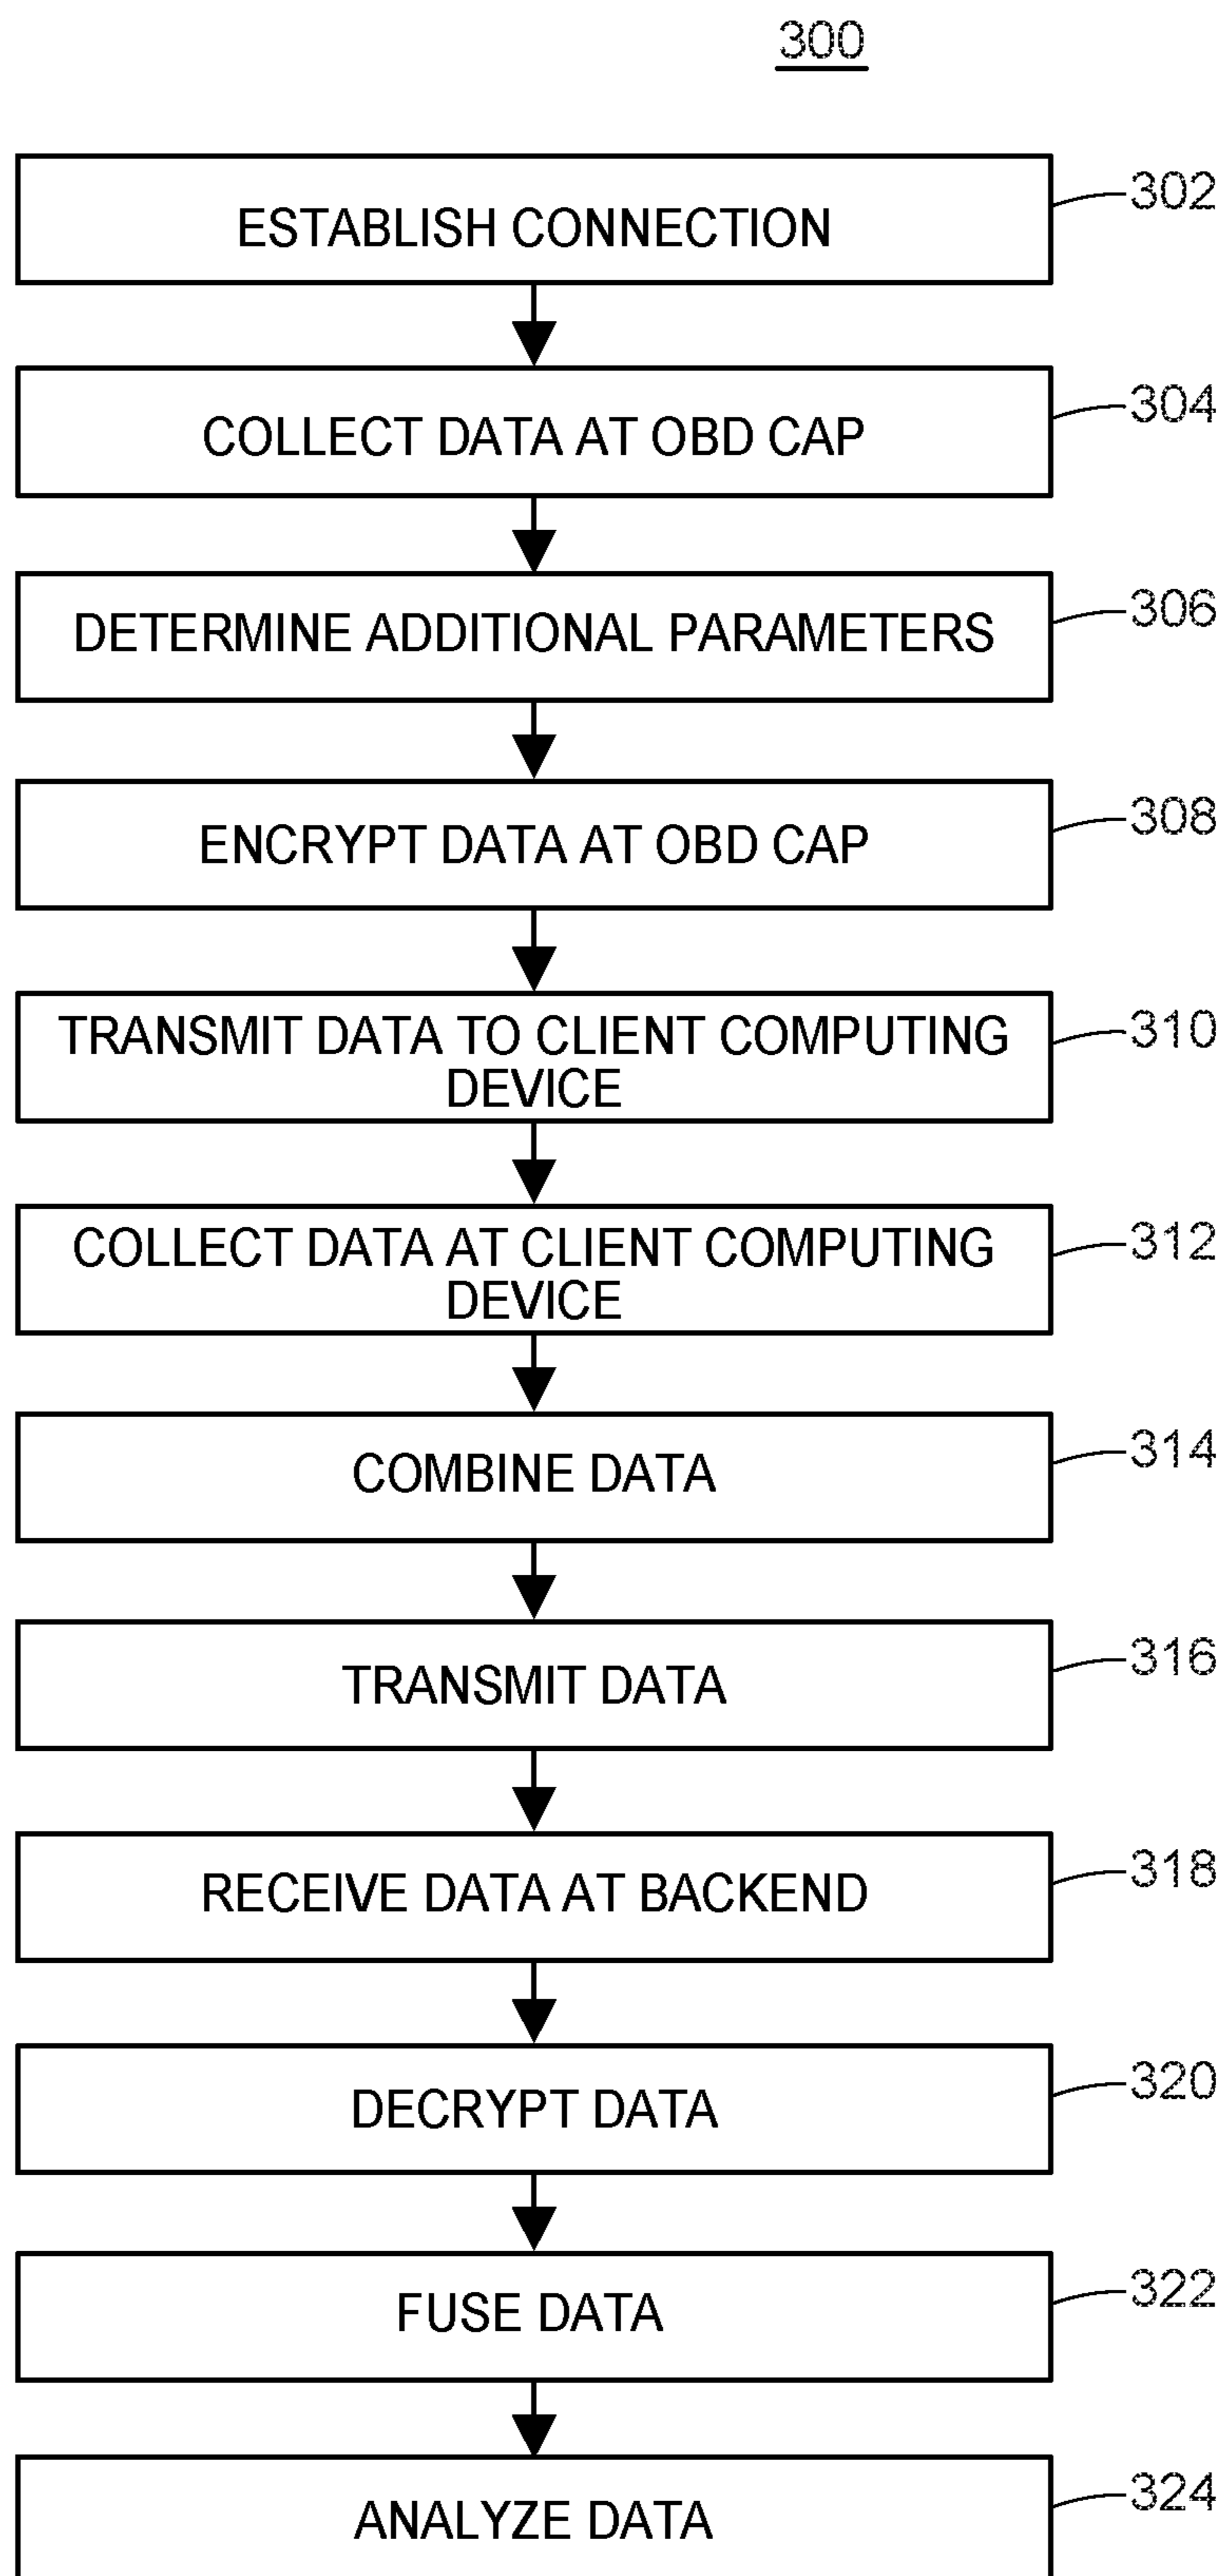 300
ESTABLISH CONNECTION
302
COLLECT DATA AT OBD CAP
304
DETERMINE ADDITIONAL PARAMETERS
306
ENCRYPT DATA AT OBD CAP
308
TRANSMIT DATA TO CLIENT COMPUTING
DEVICE
310
COLLECT DATA AT CLIENT COMPUTING
DEVICE
312
COMBINE DATA
314
TRANSMIT DATA
316
RECEIVE DATA AT BACKEND
318
DECRYPT DATA
320
FUSE DATA
322
ANALYZE DATA
324